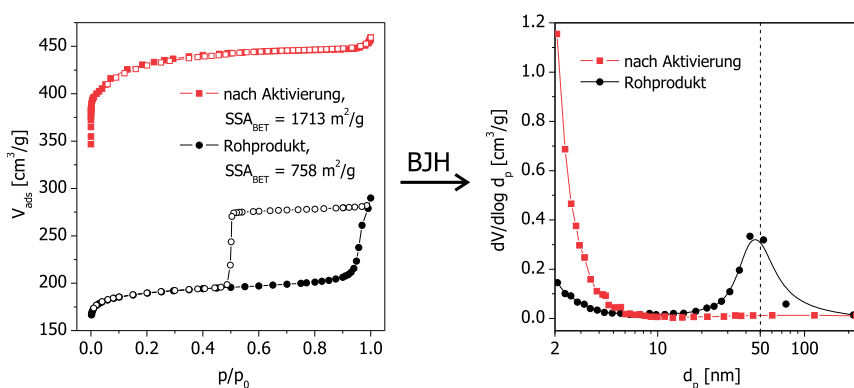 450
400
350
300
250
200
150
V_ads [cm³/g]
nach Aktivierung,
SSA_BET = 1713 m²/g
Rohprodukt,
SSA_BET = 758 m²/g
0.0 0.2 0.4 0.6 0.8 1.0
p/p₀
BJH
1.2
1.0
0.8
0.6
0.4
0.2
0.0
dV/dlog d_p [cm³/g]
nach Aktivierung
Rohprodukt
2 10 50 100
d_p [nm]